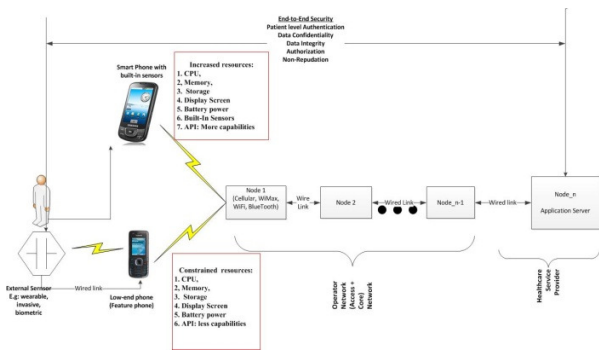 End-to-End Security
Patient level Authentication
Data Confidentiality
Data Integrity
Authorization
Non-Repudation
Smart Phone with
built-in sensors
Increased resources:
1. CPU,
2, Memory,
3. Storage
4. Display Screen
5. Battery power
6. Built-In Sensors
7. API: More capabilities
Node 1
(Cellular, WiMax,
WiFi, BlueTooth)
Wire
Link
Node 2
Wired Link
Node_n-1
Wired link
Node_n
Application Server
External Sernsor
E.g: wearable,
invasive,
biometric
Wired link
Low-end phone
(Feature phone)
Constrained resources:
1. CPU,
2, Memory,
3. Storage
4. Display Screen
5. Battery power
6. API: less capabilities
Operator
Network
(Access +
Core)
Network
Healthcare
Service
Provider